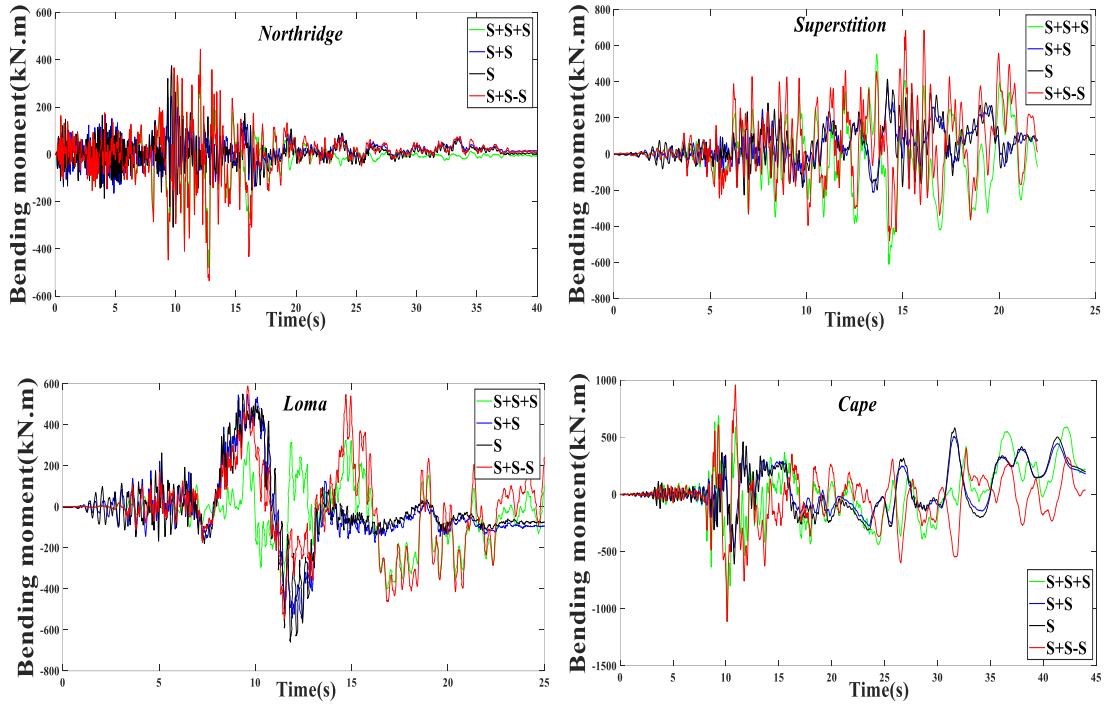 Northridge
S+S+S
S+S
S
S+S-S
Bending moment(kN.m)
600
400
200
0
-200
-400
-600
0 5 10 15 20 25 30 35 40
Time(s)
Superstition
S+S+S
S+S
S
S+S-S
Bending moment(kN.m)
800
600
400
200
0
-200
-400
-600
-800
5 10 15 20 25
Time(s)
Loma
S+S+S
S+S
S
S+S-S
Bending moment(kN.m)
600
400
200
0
-200
-400
-600
-800
0 5 10 15 20 25
Time(s)
Cape
S+S+S
S+S
S
S+S-S
Bending moment(kN.m)
1000
500
0
-500
-1000
-1500
0 5 10 15 20 25 30 35 40 45
Time(s)